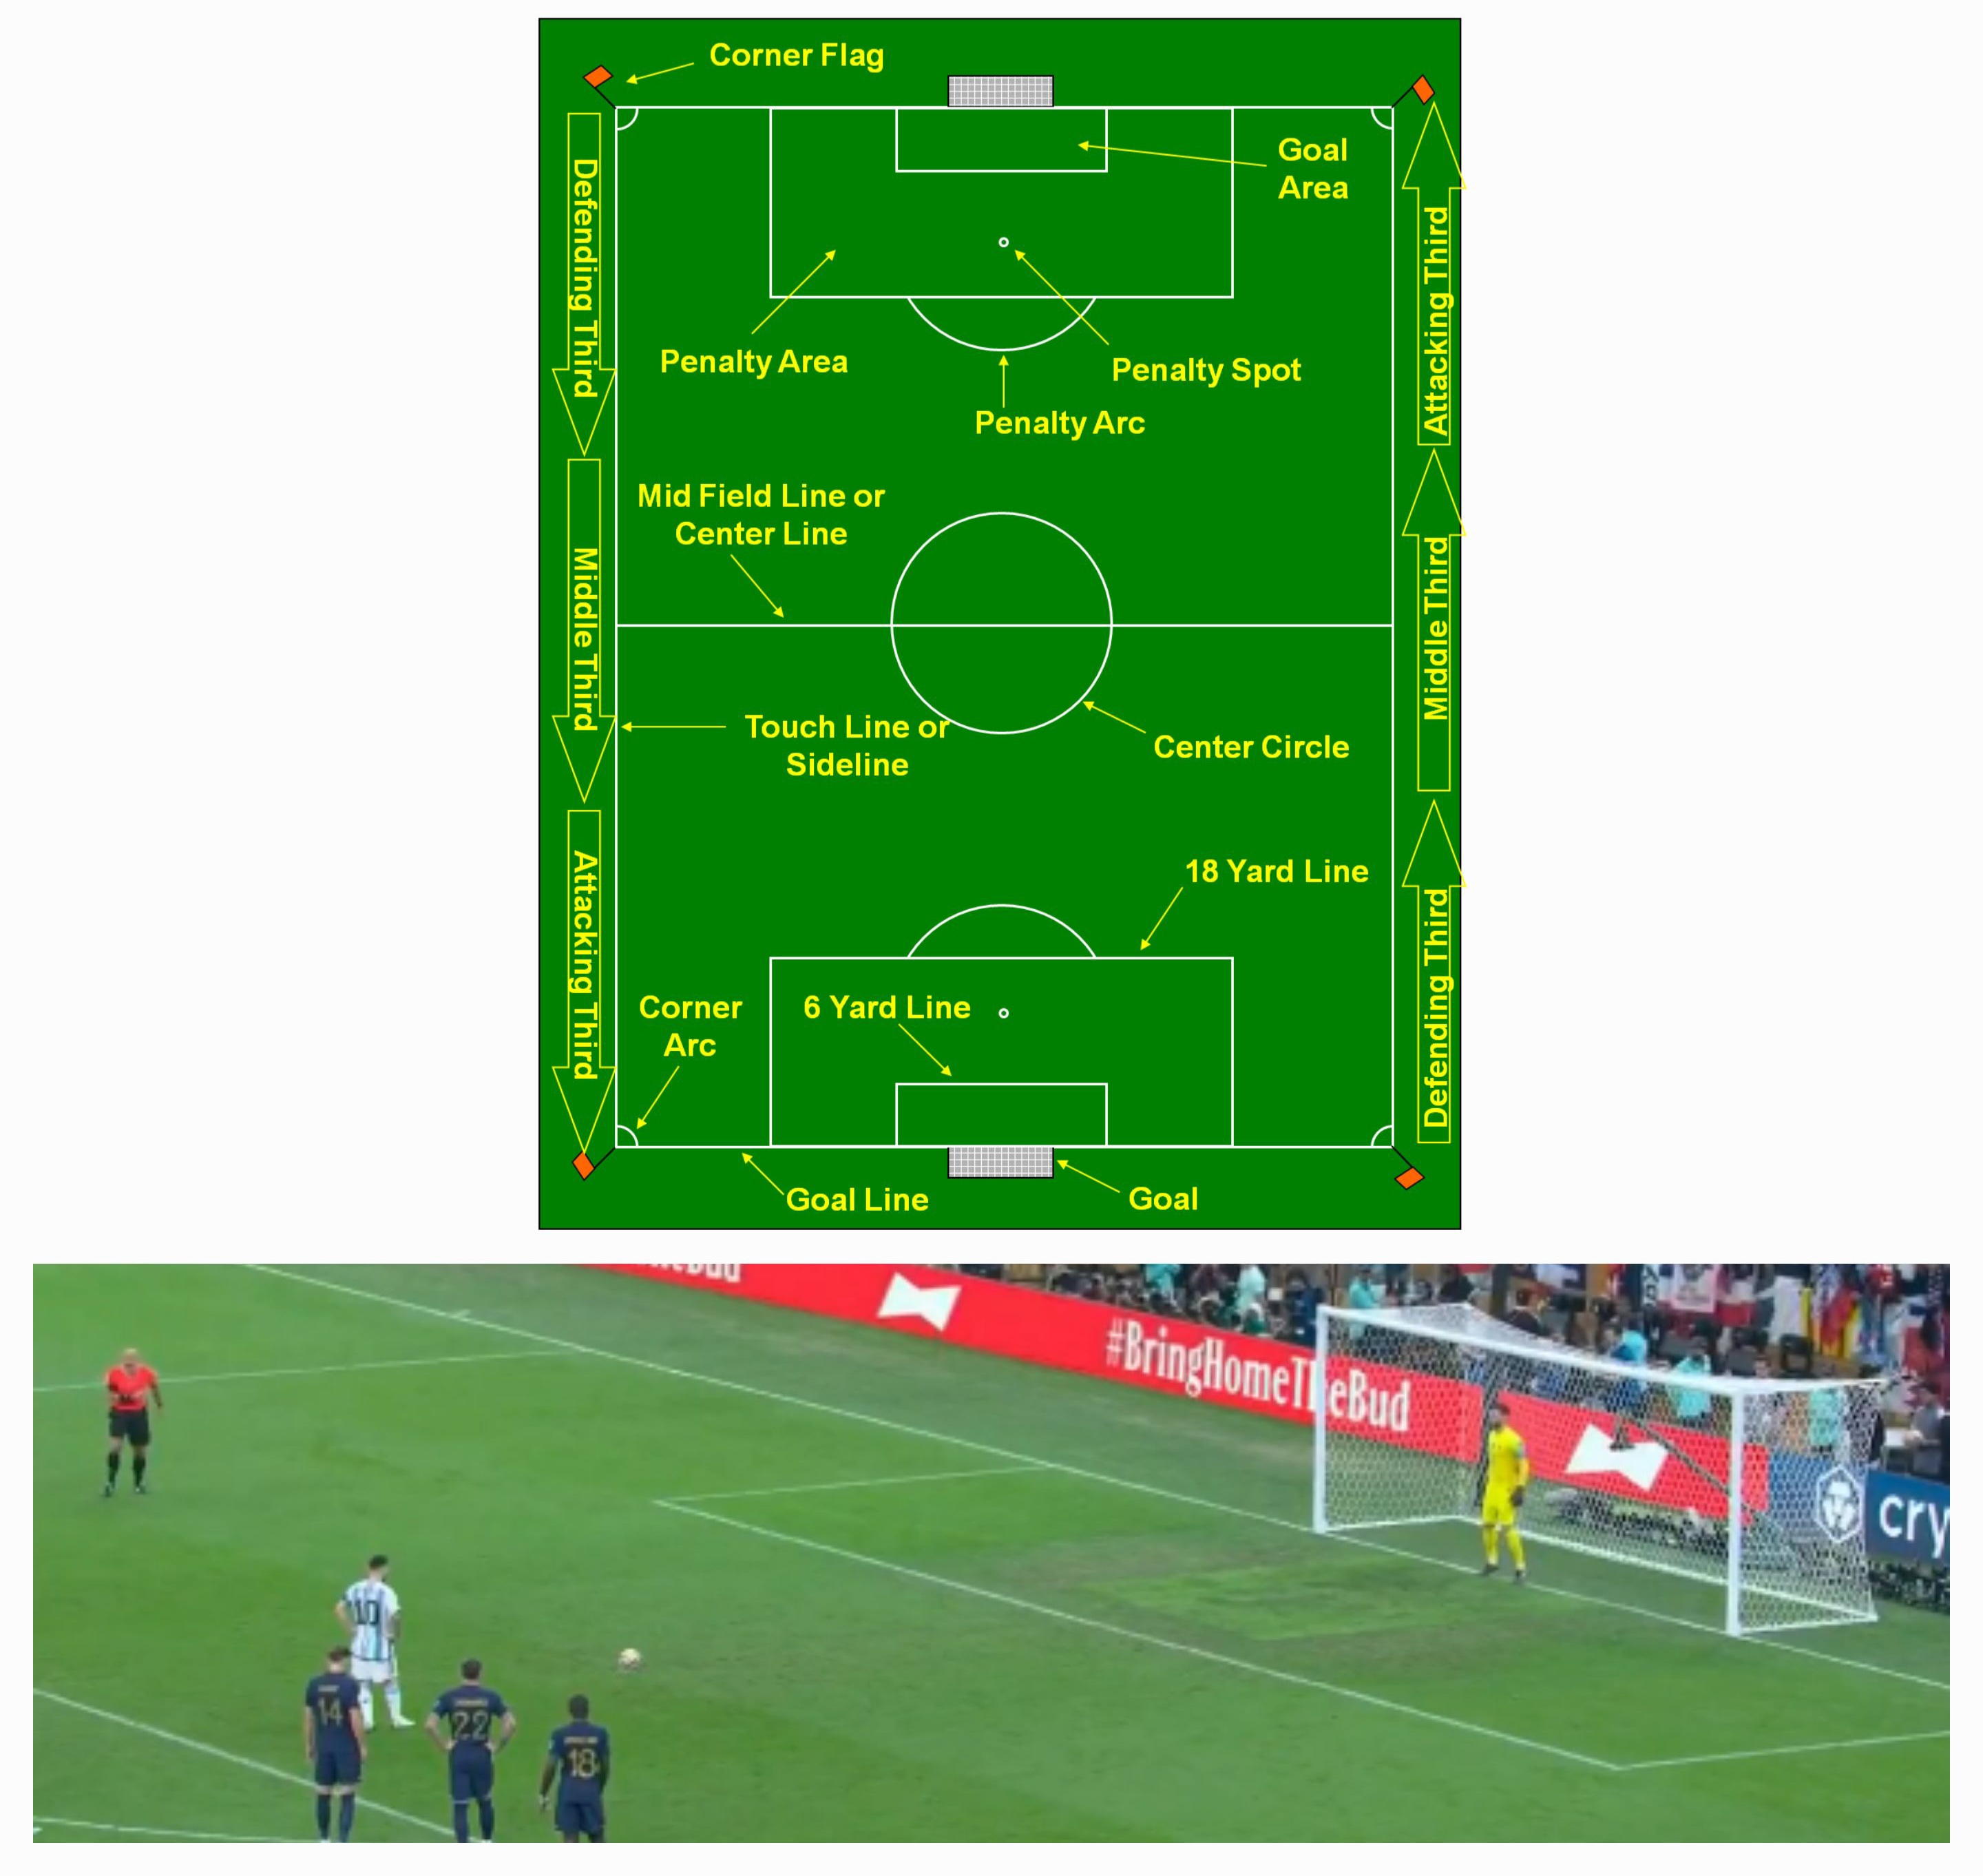 Corner Flag
Goal
Area
Defending Third
Attacking Third
Penalty Area
Penalty Spot
Penalty Arc
Mid Field Line or
Center Line
Middle Third
Middle Third
Touch Line or
Sideline
Center Circle
18 Yard Line
Attacking Third
Defending Third
Corner
Arc
6 Yard Line
Goal Line
Goal
#BringHomeTheBud
cry
10
14
22
18